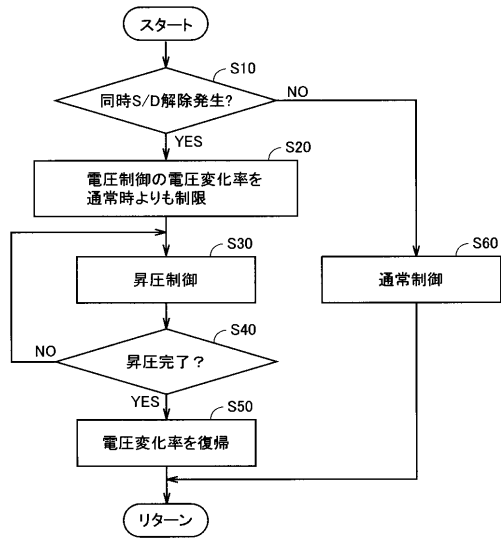 スタート
S10
同時S/D解除発生?
NO
YES
S20
電圧制御の電圧変化率を
通常時よりも制限
S30
昇圧制御
S60
通常制御
S40
昇圧完了?
NO
YES
S50
電圧変化率を復帰
リターン